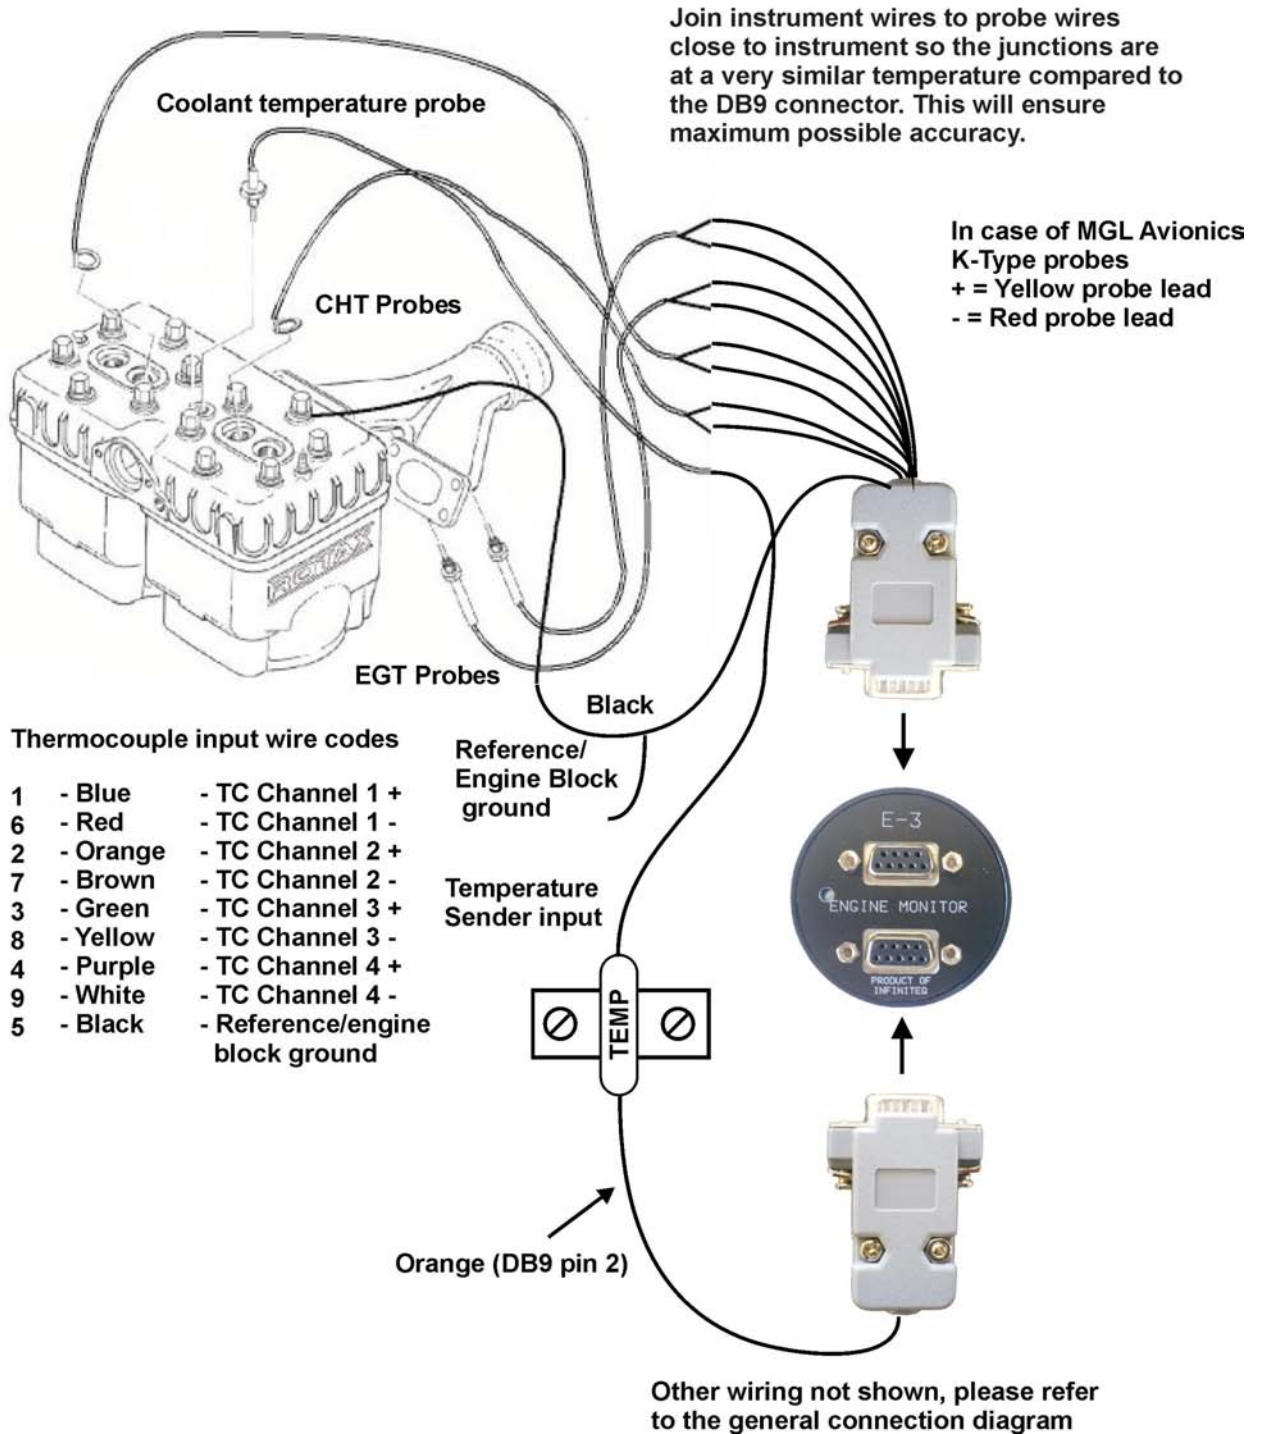 Join instrument wires to probe wires
close to instrument so the junctions are
at a very similar temperature compared to
the DB9 connector. This will ensure
maximum possible accuracy.
Coolant temperature probe
In case of MGL Avionics
K-Type probes
+ = Yellow probe lead
- = Red probe lead
CHT Probes
ROTAX
EGT Probes
Black
Reference/
Engine Block
ground
Thermocouple input wire codes
1 - Blue - TC Channel 1 +
6 - Red - TC Channel 1 -
2 - Orange - TC Channel 2 +
7 - Brown - TC Channel 2 -
3 - Green - TC Channel 3 +
8 - Yellow - TC Channel 3 -
4 - Purple - TC Channel 4 +
9 - White - TC Channel 4 -
5 - Black - Reference/engine
block ground
E-3
ENGINE MONITOR
PRODUCT OF
INFINITEQ
Temperature
Sender input
TEMP
Orange (DB9 pin 2)
Other wiring not shown, please refer
to the general connection diagram